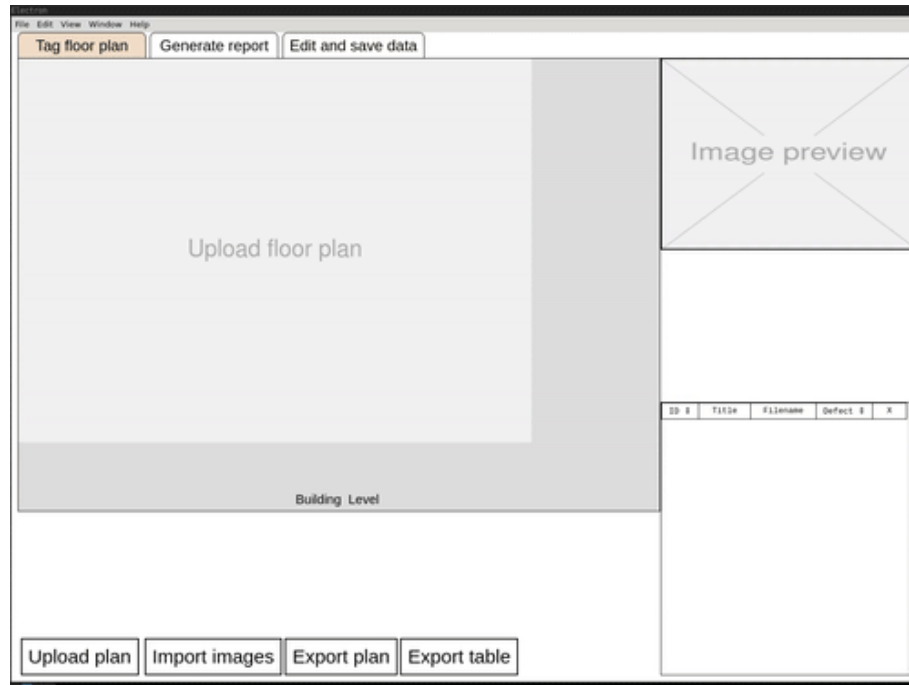 Electron
File Edit View Window Help
Tag floor plan Generate report Edit and save data
Upload floor plan
Image preview
ID Title Filename Defect X
Building Level
Upload plan Import images Export plan Export table